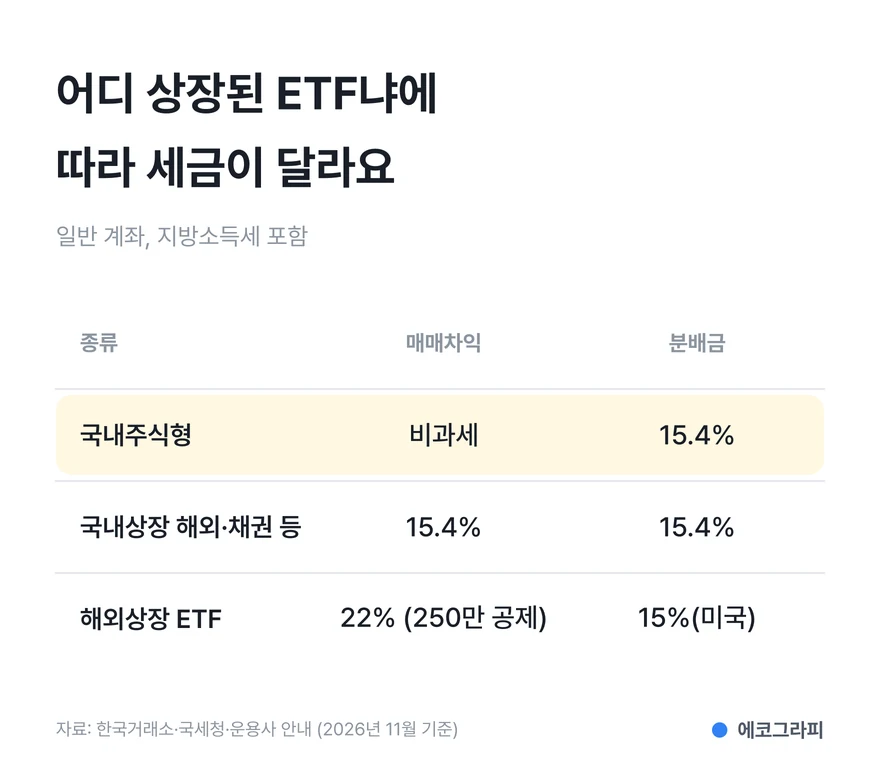 어디 상장된 ETF냐에
따라 세금이 달라요
일반 계좌, 지방소득세 포함
종류 매매차익 분배금
국내주식형 비과세 15.4%
국내상장 해외·채권 등 15.4% 15.4%
해외상장 ETF 22% (250만 공제) 15%(미국)
자료: 한국거래소·국세청·운용사 안내 (2026년 11월 기준) 에코그라피